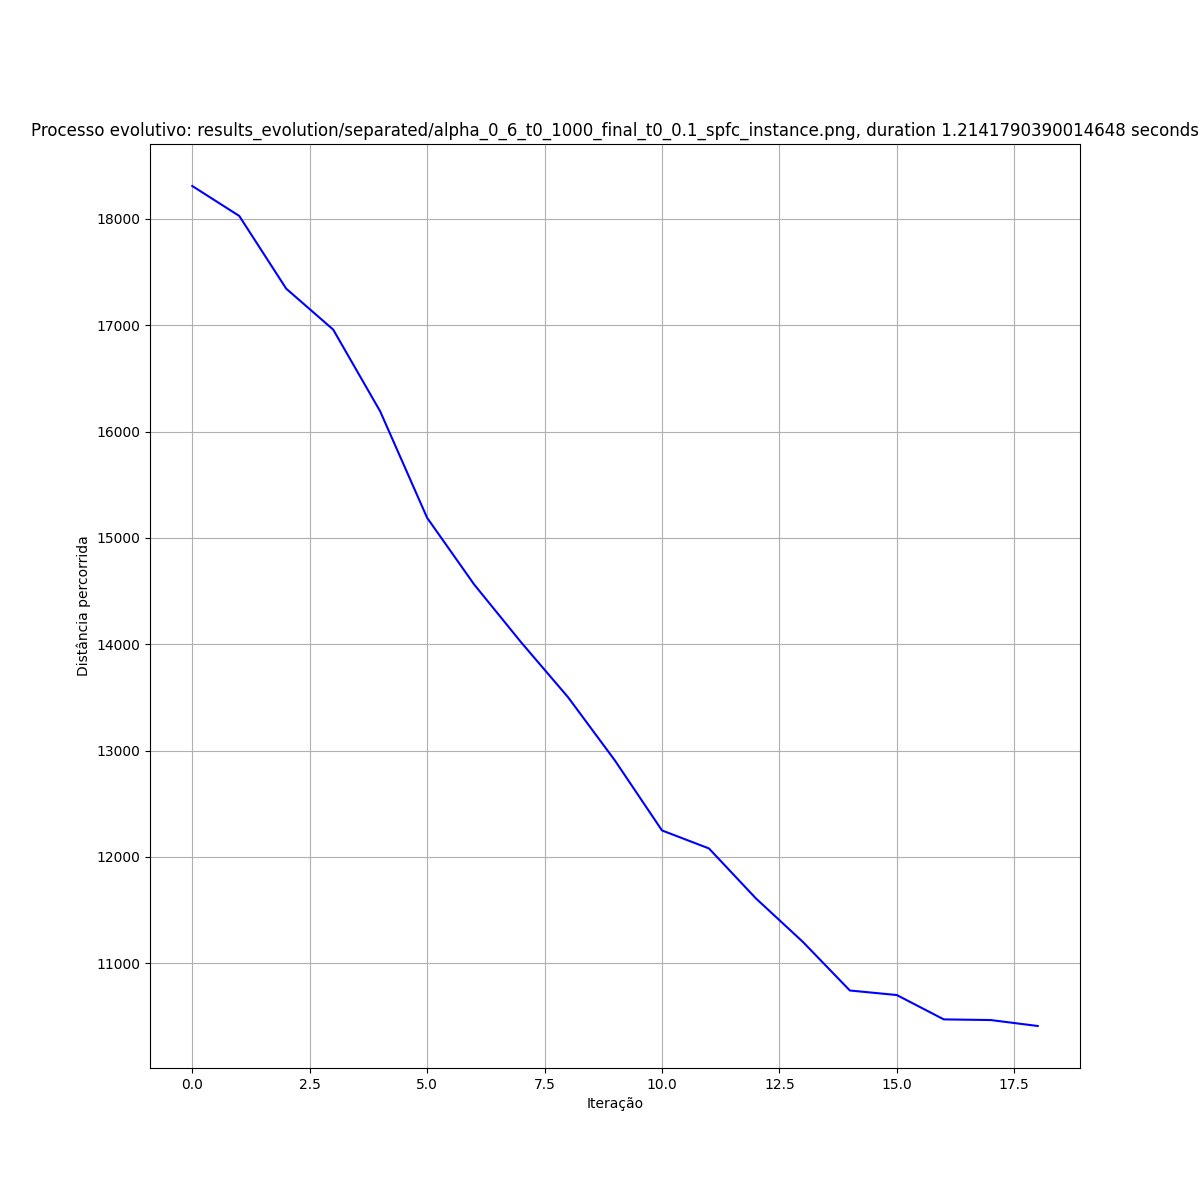 Processo evolutivo: results_evolution/separated/alpha_0_6_t0_1000_final_t0_0.1_spfc_instance.png, duration 1.2141790390014648 seconds
18000
17000
16000
15000
14000
13000
12000
11000
Distância percorrida
0.0 2.5 5.0 7.5 10.0 12.5 15.0 17.5
Iteração